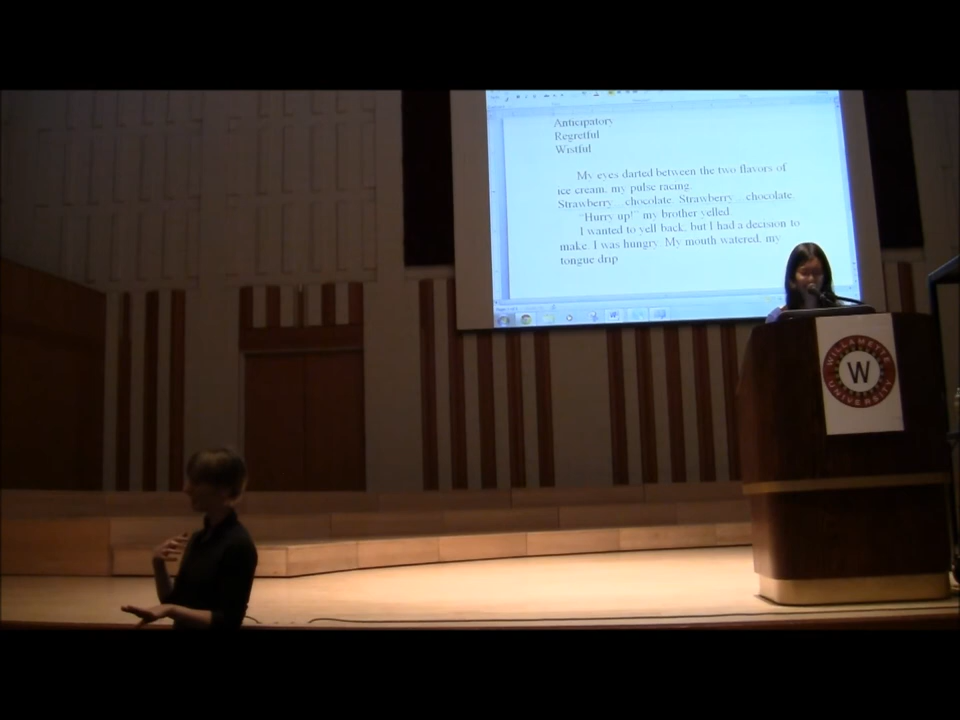 Anticipatory
Regretful
Wistful
My eyes darted between the two flavors of
ice cream, my pulse racing.
Strawberry... chocolate. Strawberry... chocolate.
"Hurry up!" my brother yelled.
I wanted to yell back, but I had a decision to
make. I was hungry. My mouth watered, my
tongue drip
WILLAMETTE
W
UNIVERSITY